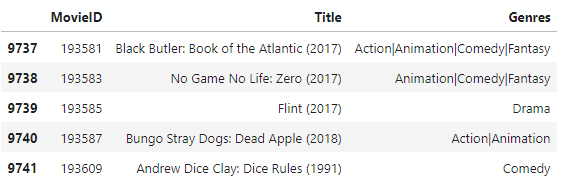 MovieID Title Genres
9737 193581 Black Butler: Book of the Atlantic (2017) Action|Animation|Comedy|Fantasy
9738 193583 No Game No Life: Zero (2017) Animation|Comedy|Fantasy
9739 193585 Flint (2017) Drama
9740 193587 Bungo Stray Dogs: Dead Apple (2018) Action|Animation
9741 193609 Andrew Dice Clay: Dice Rules (1991) Comedy